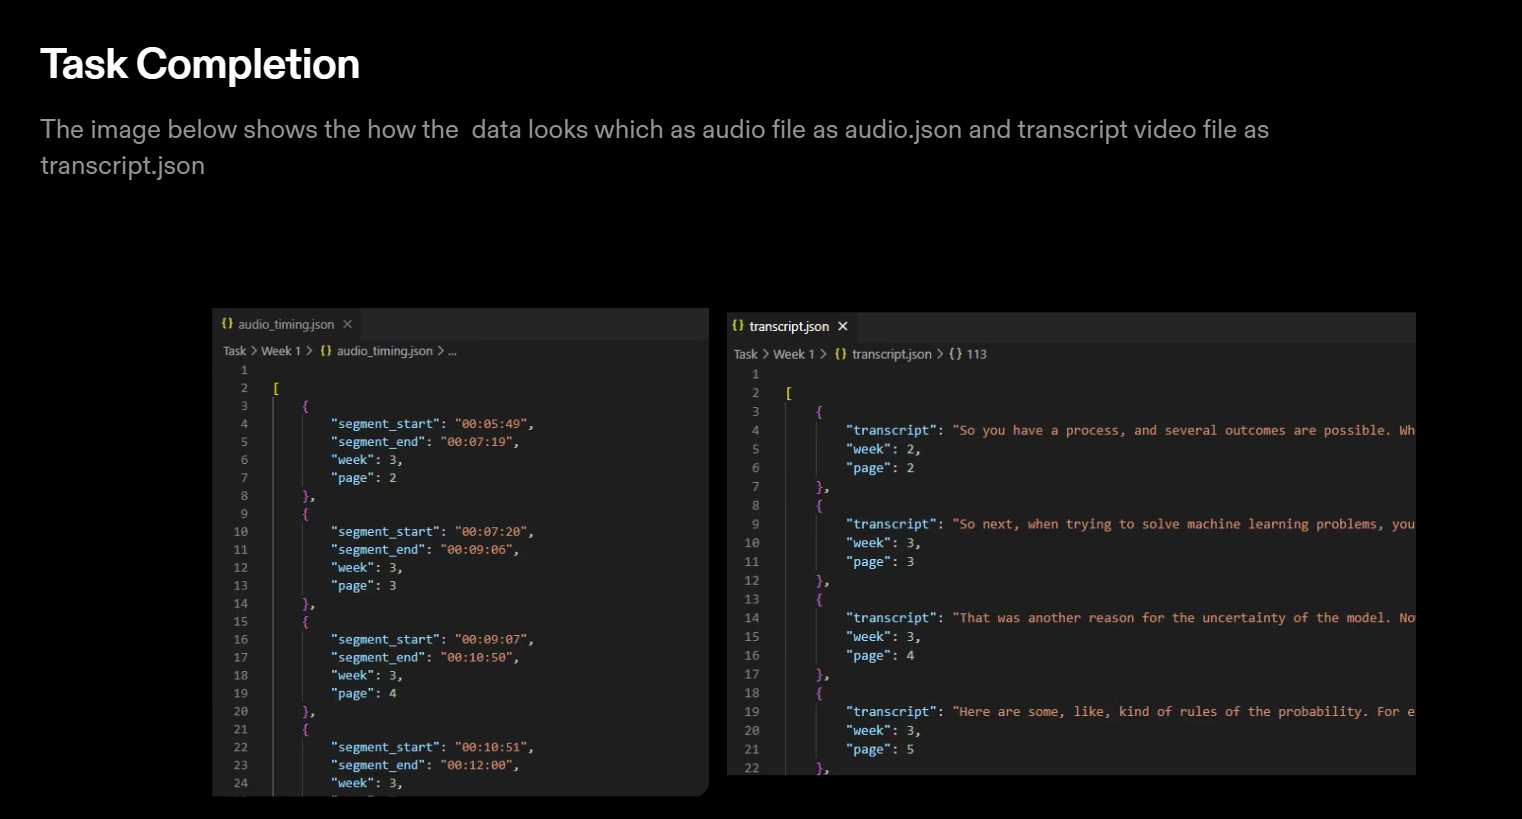 Task Completion
The image below shows the how the  data looks which as audio file as audio.json and transcript video file as
transcript.json
{} audio_timing.json ×
Task > Week 1 > {} audio_timing.json > ...
1
2 [
3 {
4 "segment_start": "00:05:49",
5 "segment_end": "00:07:19",
6 "week": 3,
7 "page": 2
8 },
9 {
10 "segment_start": "00:07:20",
11 "segment_end": "00:09:06",
12 "week": 3,
13 "page": 3
14 },
15 {
16 "segment_start": "00:09:07",
17 "segment_end": "00:10:50",
18 "week": 3,
19 "page": 4
20 },
21 {
22 "segment_start": "00:10:51",
23 "segment_end": "00:12:00",
24 "week": 3,
{} transcript.json ×
Task > Week 1 > {} transcript.json > {} 113
1
2 [
3 {
4 "transcript": "So you have a process, and several outcomes are possible. Wh
5 "week": 2,
6 "page": 2
7 },
8 {
9 "transcript": "So next, when trying to solve machine learning problems, you
10 "week": 3,
11 "page": 3
12 },
13 {
14 "transcript": "That was another reason for the uncertainty of the model. No
15 "week": 3,
16 "page": 4
17 },
18 {
19 "transcript": "Here are some, like, kind of rules of the probability. For e
20 "week": 3,
21 "page": 5
22 },